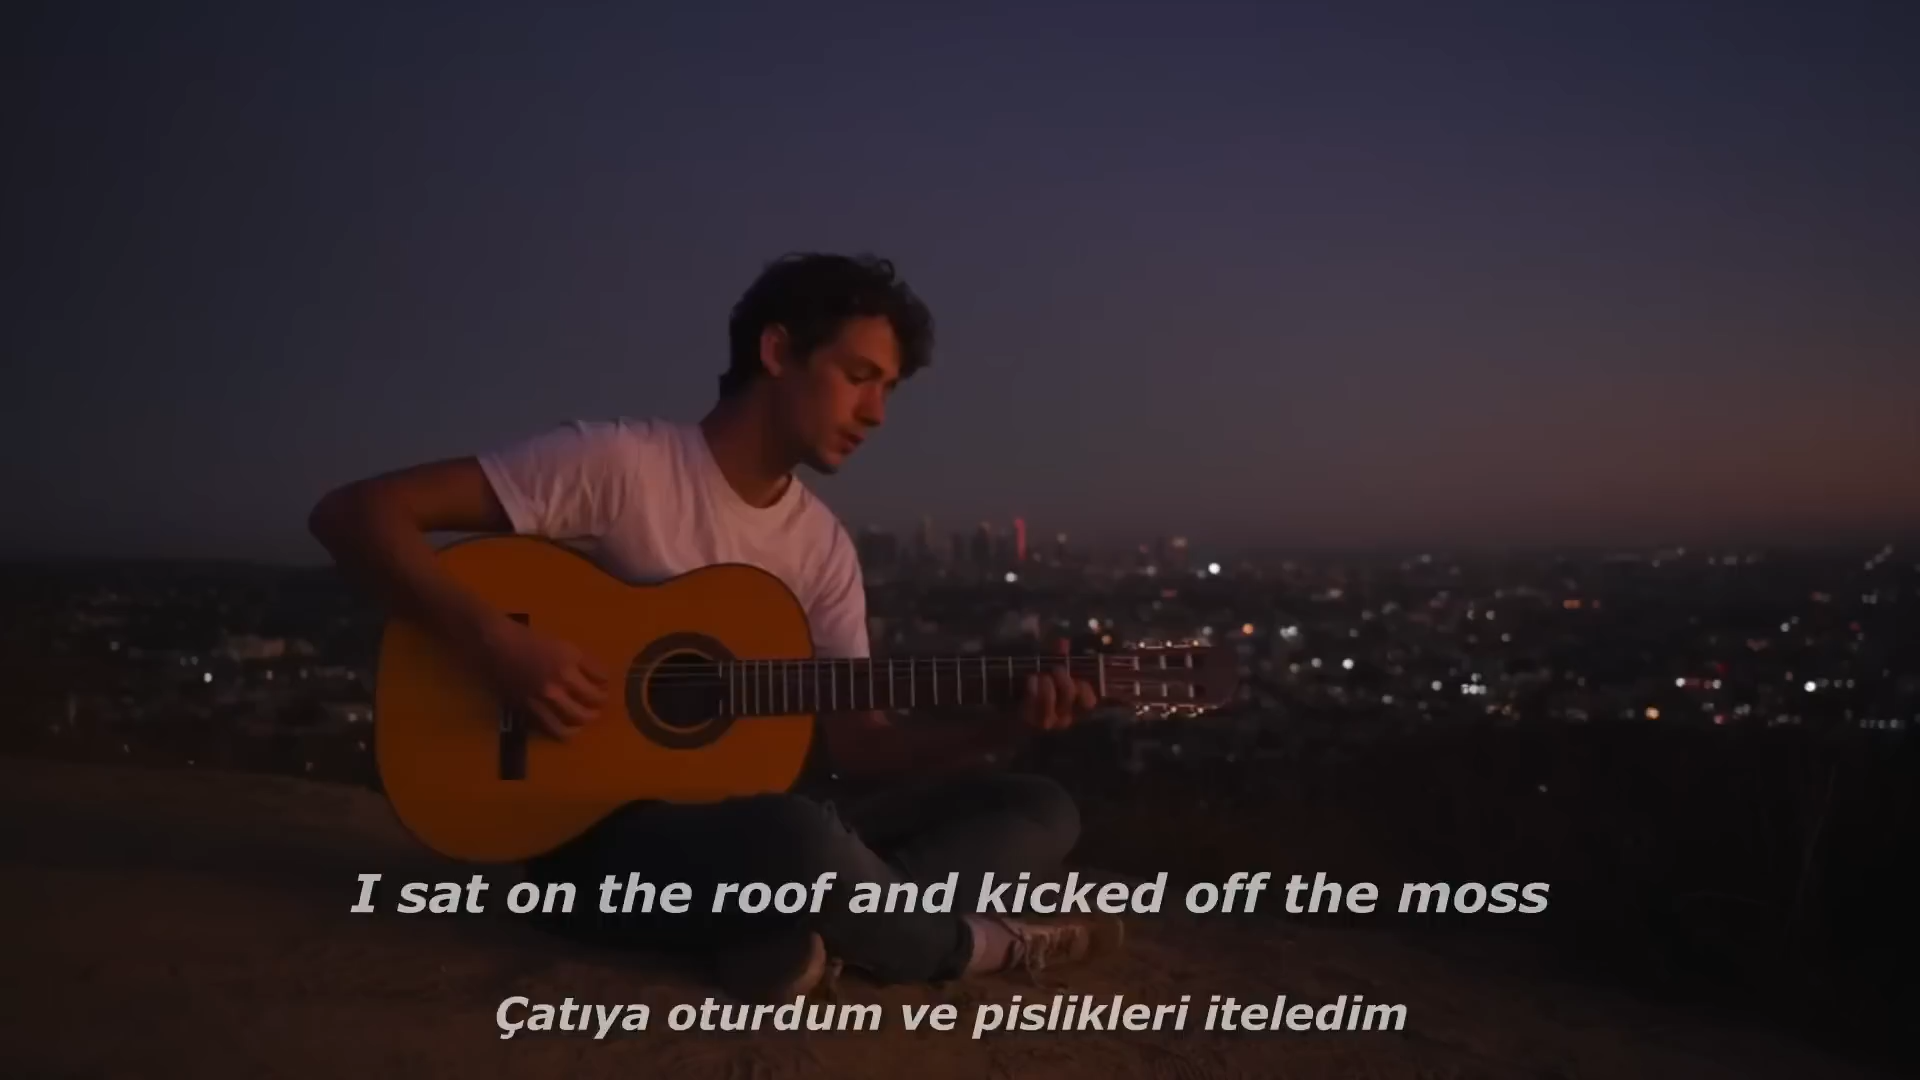 I sat on the roof and kicked off the moss
Çatıya oturdum ve pislikleri iteledim